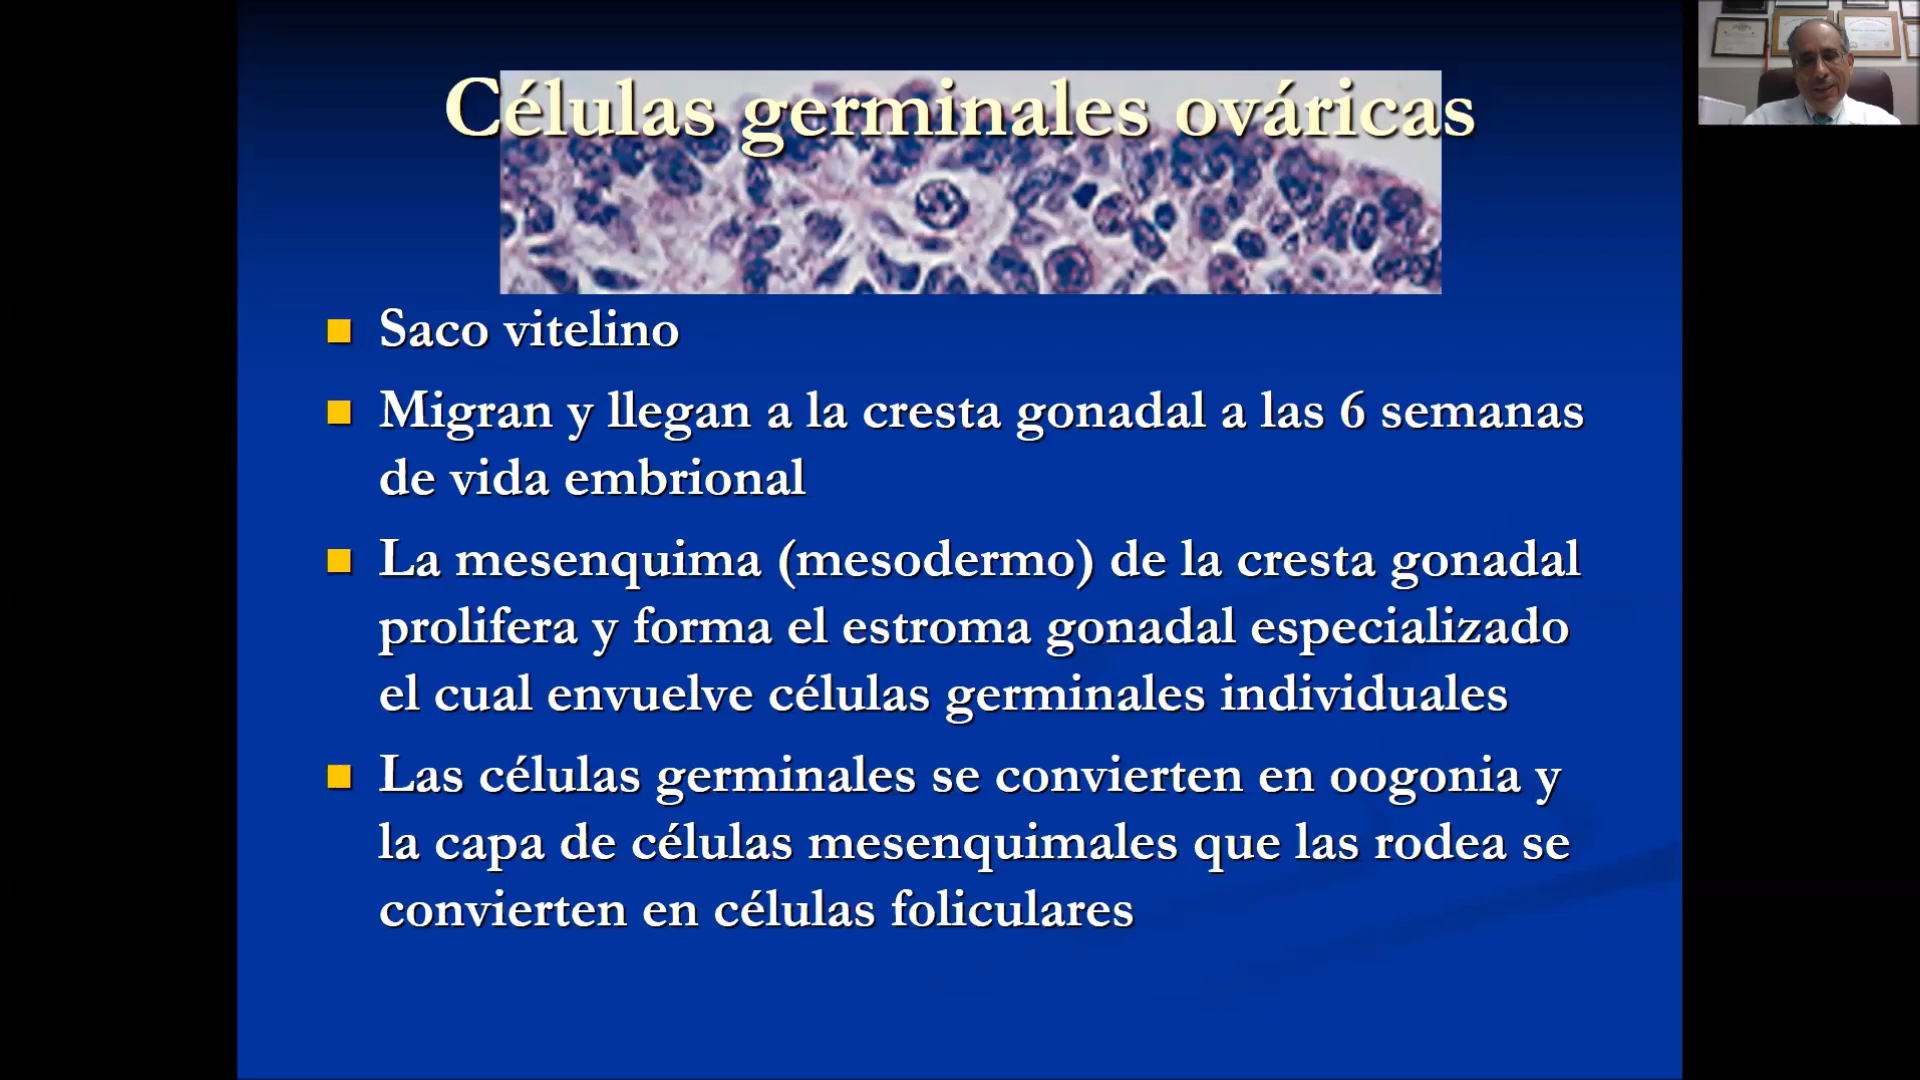 Células germinales ováricas
Saco vitelino
Migran y llegan a la cresta gonadal a las 6 semanas
de vida embrional
La mesenquima (mesodermo) de la cresta gonadal
prolifera y forma el estroma gonadal especializado
el cual envuelve células germinales individuales
Las células germinales se convierten en oogonia y
la capa de células mesenquimales que las rodea se
convierten en células foliculares